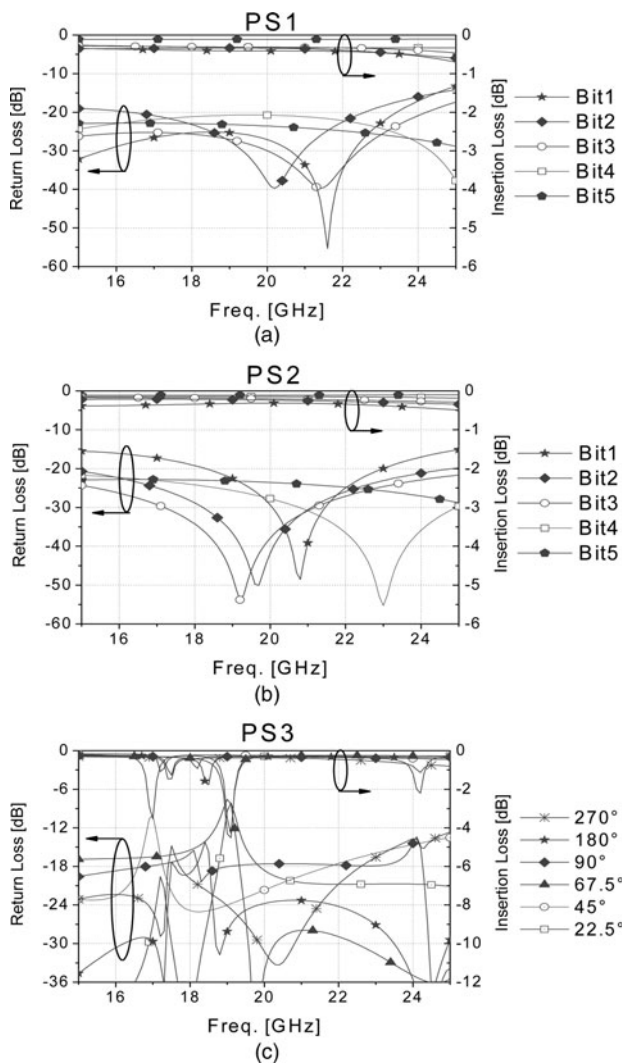 PS1
0
-10
-20
-30
-40
-50
-60
Return Loss [dB]
16 18 20 22 24
Freq. [GHz]
0
-1
-2
-3
-4
-5
-6
Insertion Loss [dB]
Bit1
Bit2
Bit3
Bit4
Bit5
(a)
PS2
0
-10
-20
-30
-40
-50
-60
Return Loss [dB]
16 18 20 22 24
Freq. [GHz]
0
-1
-2
-3
-4
-5
-6
Insertion Loss [dB]
Bit1
Bit2
Bit3
Bit4
Bit5
(b)
PS3
0
-6
-12
-18
-24
-30
-36
Return Loss [dB]
16 18 20 22 24
Freq. [GHz]
0
-2
-4
-6
-8
-10
-12
Insertion Loss [dB]
270°
180°
90°
67.5°
45°
22.5°
(c)